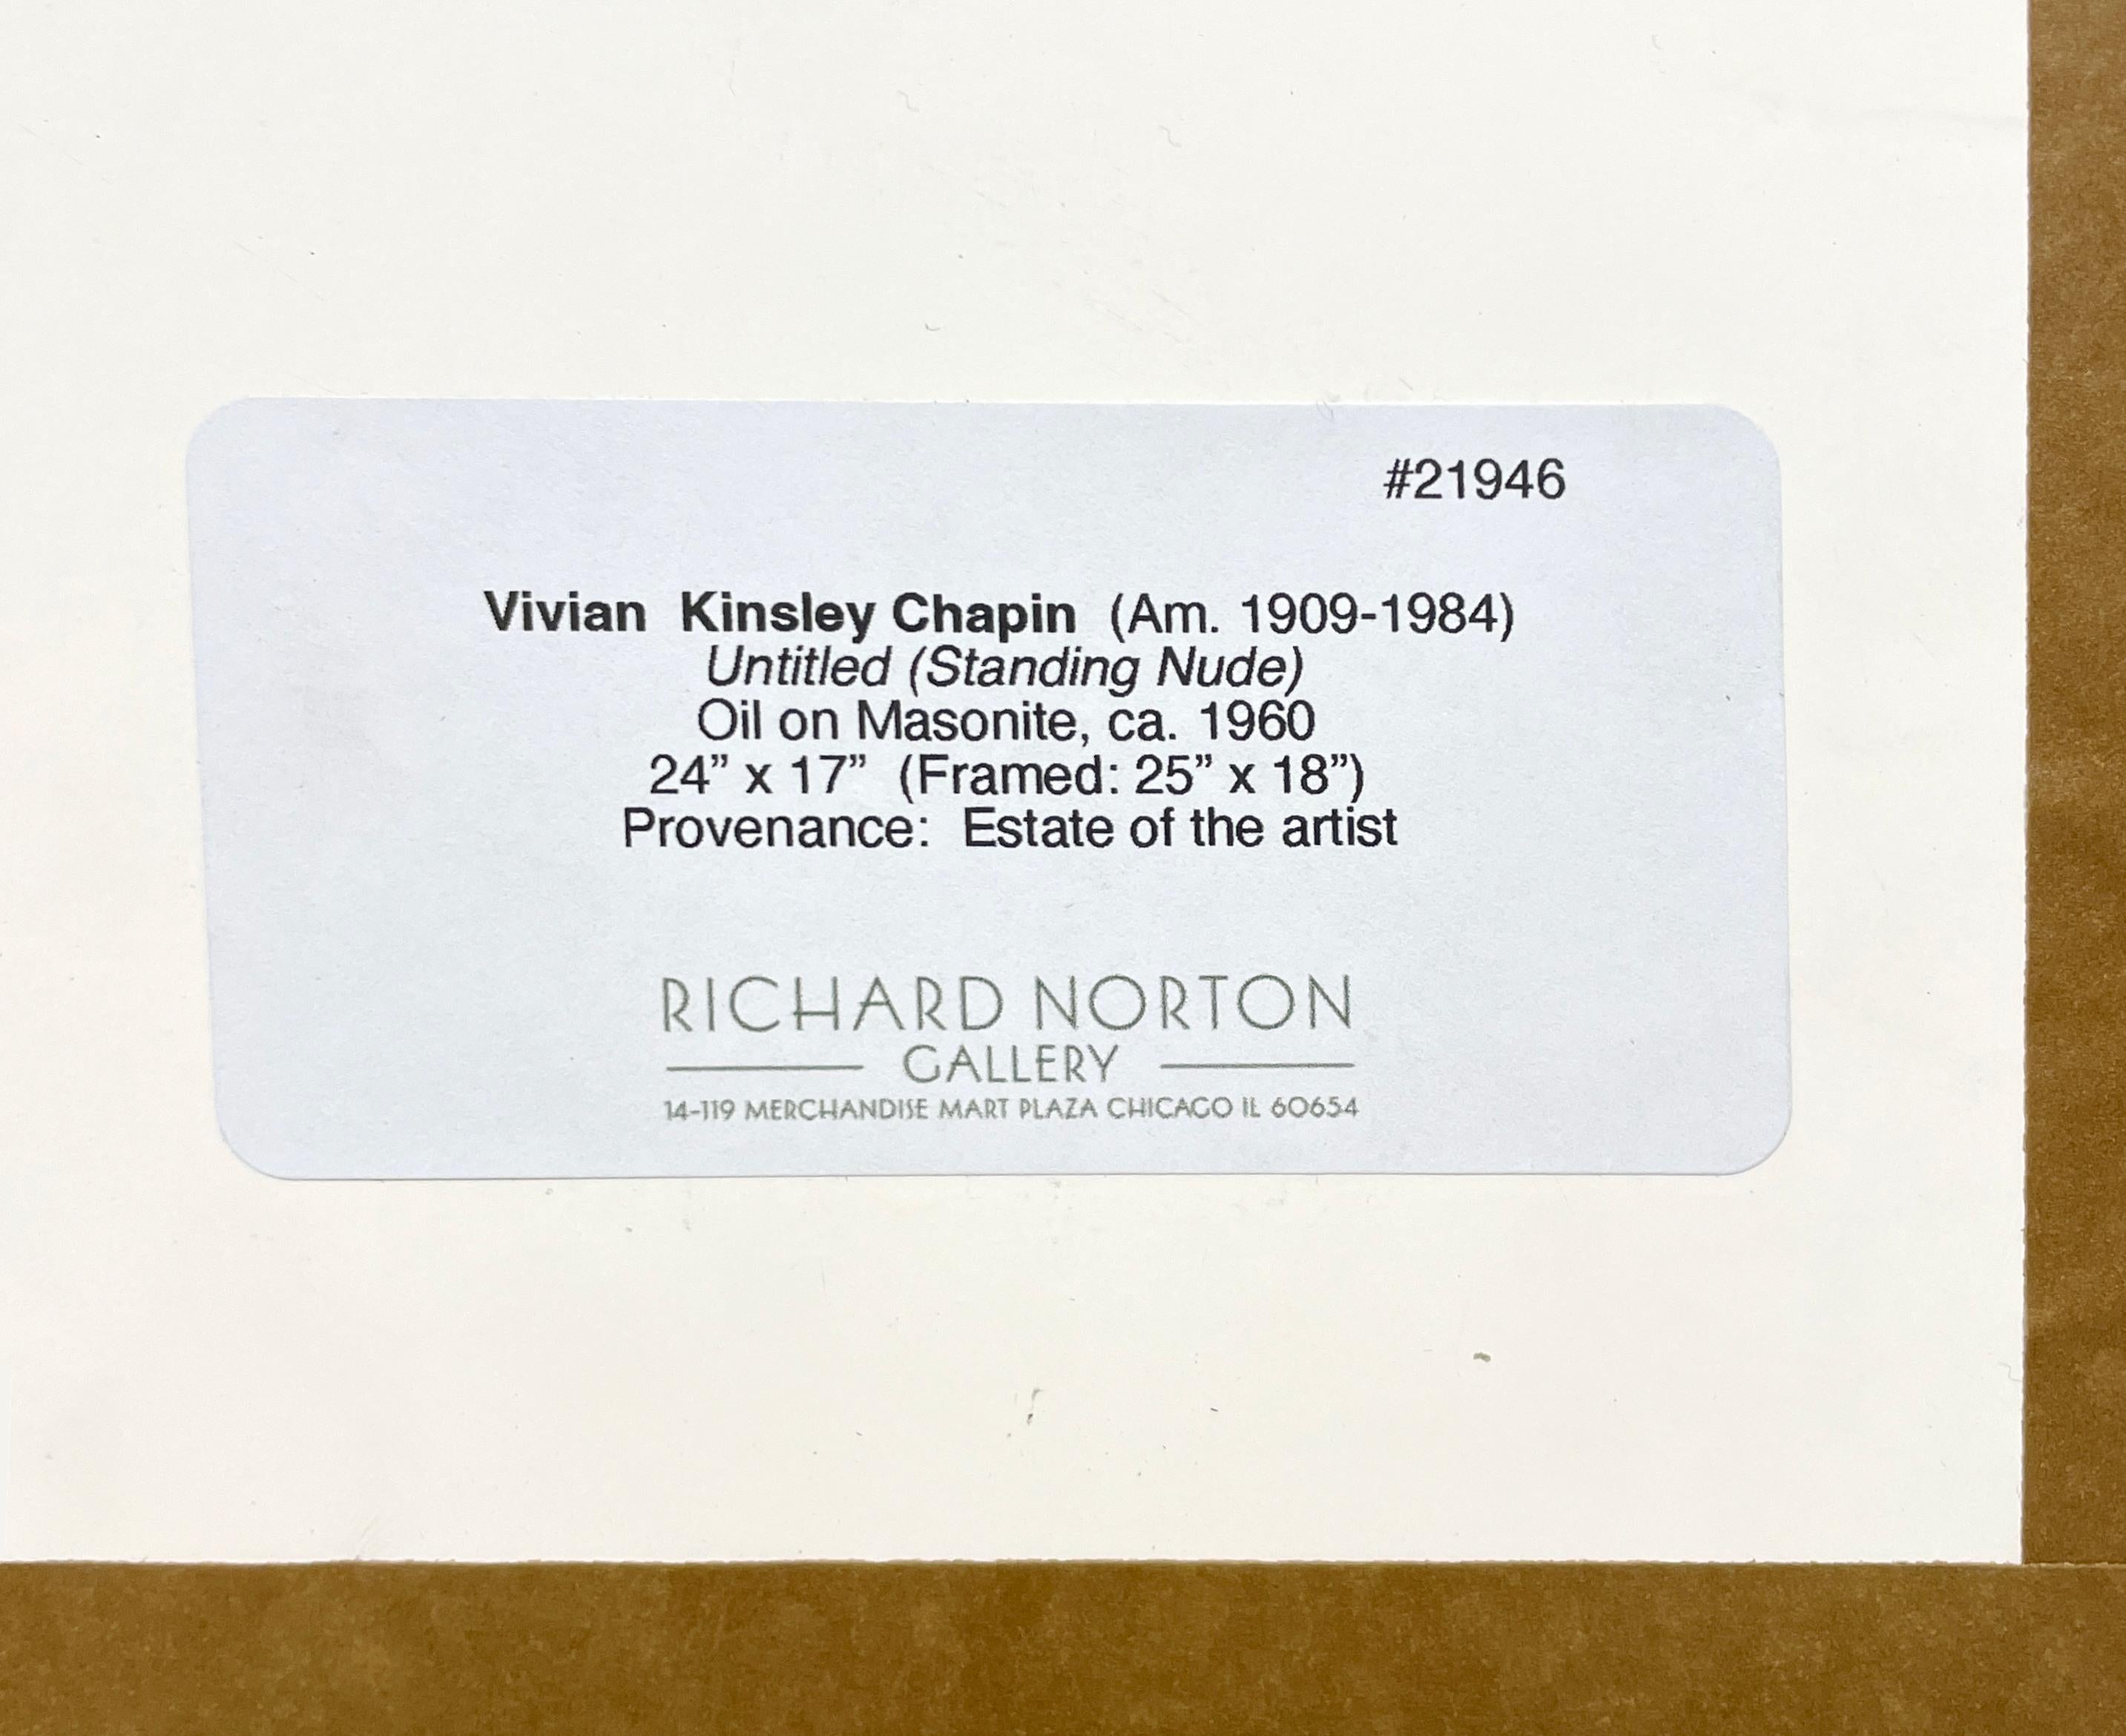 #21946
Vivian Kinsley Chapin (Am. 1909-1984)
Untitled (Standing Nude)
Oil on Masonite, ca. 1960
24” x 17” (Framed: 25” x 18”)
Provenance: Estate of the artist
RICHARD NORTON
GALLERY
14-119 MERCHANDISE MART PLAZA CHICAGO IL 60654